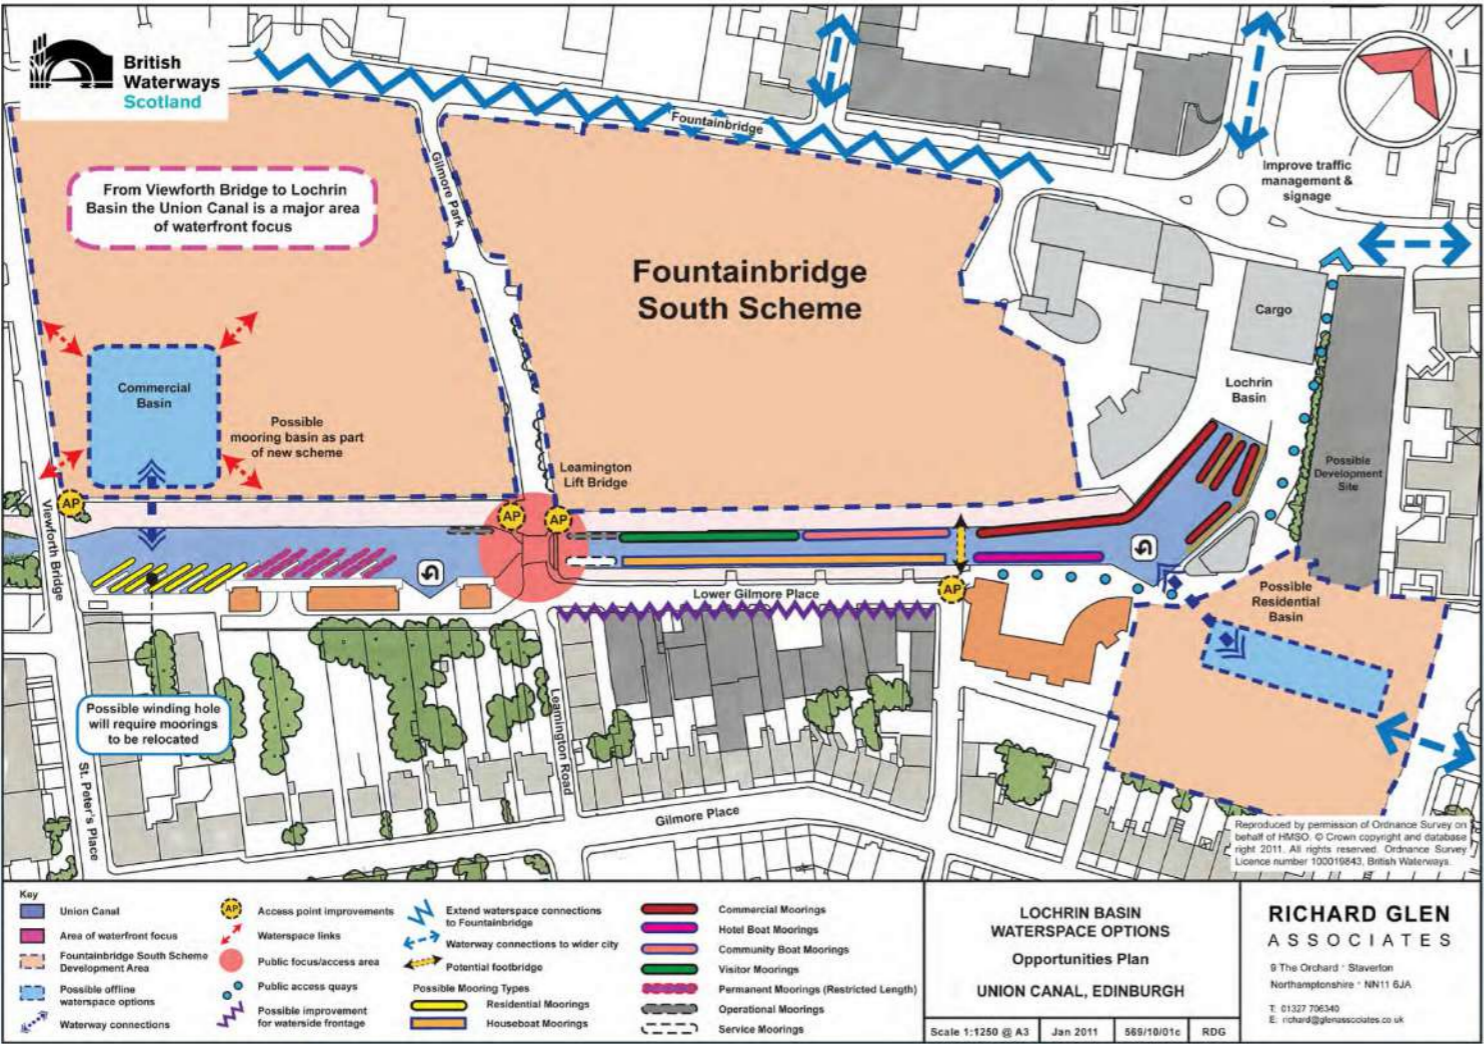 British
Waterways
Scotland
From Viewforth Bridge to Lochrin
Basin the Union Canal is a major area
of waterfront focus
Fountainbridge
Gilmore Park
Improve traffic
management &
signage
Fountainbridge
South Scheme
Cargo
Lochrin
Basin
Commercial
Basin
Possible
mooring basin as part
of new scheme
Leamington
Lift Bridge
Possible
Development
Site
AP
AP
AP
Viewforth Bridge
Lower Gilmore Place
AP
Possible
Residential
Basin
Possible winding hole
will require moorings
to be relocated
Leamington Road
St. Peter's Place
Gilmore Place
Reproduced by permission of Ordnance Survey on
behalf of HMSO. © Crown copyright and database
right 2011. All rights reserved. Ordnance Survey
Licence number 100019843, British Waterways.
Key
Union Canal
Area of waterfront focus
Fountainbridge South Scheme
Development Area
Possible offline
waterspace options
Waterway connections
AP
Access point improvements
Waterspace links
Public focus/access area
Public access quays
Possible improvement
for waterside frontage
Extend waterspace connections
to Fountainbridge
Waterway connections to wider city
Potential footbridge
Possible Mooring Types
Residential Moorings
Houseboat Moorings
Commercial Moorings
Hotel Boat Moorings
Community Boat Moorings
Visitor Moorings
Permanent Moorings (Restricted Length)
Operational Moorings
Service Moorings
LOCHRIN BASIN
WATERSPACE OPTIONS
Opportunities Plan
UNION CANAL, EDINBURGH
Scale 1:1250 @ A3
Jan 2011
569/10/01c
RDG
RICHARD GLEN
ASSOCIATES
9 The Orchard · Staverton
Northamptonshire · NN11 6JA
T: 01327 706340
E: richard@glenassociates.co.uk